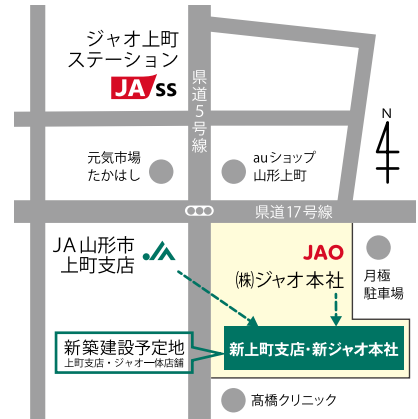 ジャオ上町
ステーション
JA SS
県道5号線
N
元気市場
たかはし
auショップ
山形上町
県道17号線
JA山形市
上町支店
JA
JAO
㈱ジャオ本社
月極
駐車場
新築建設予定地
上町支店・ジャオ一体店舗
新上町支店・新ジャオ本社
髙橋クリニック